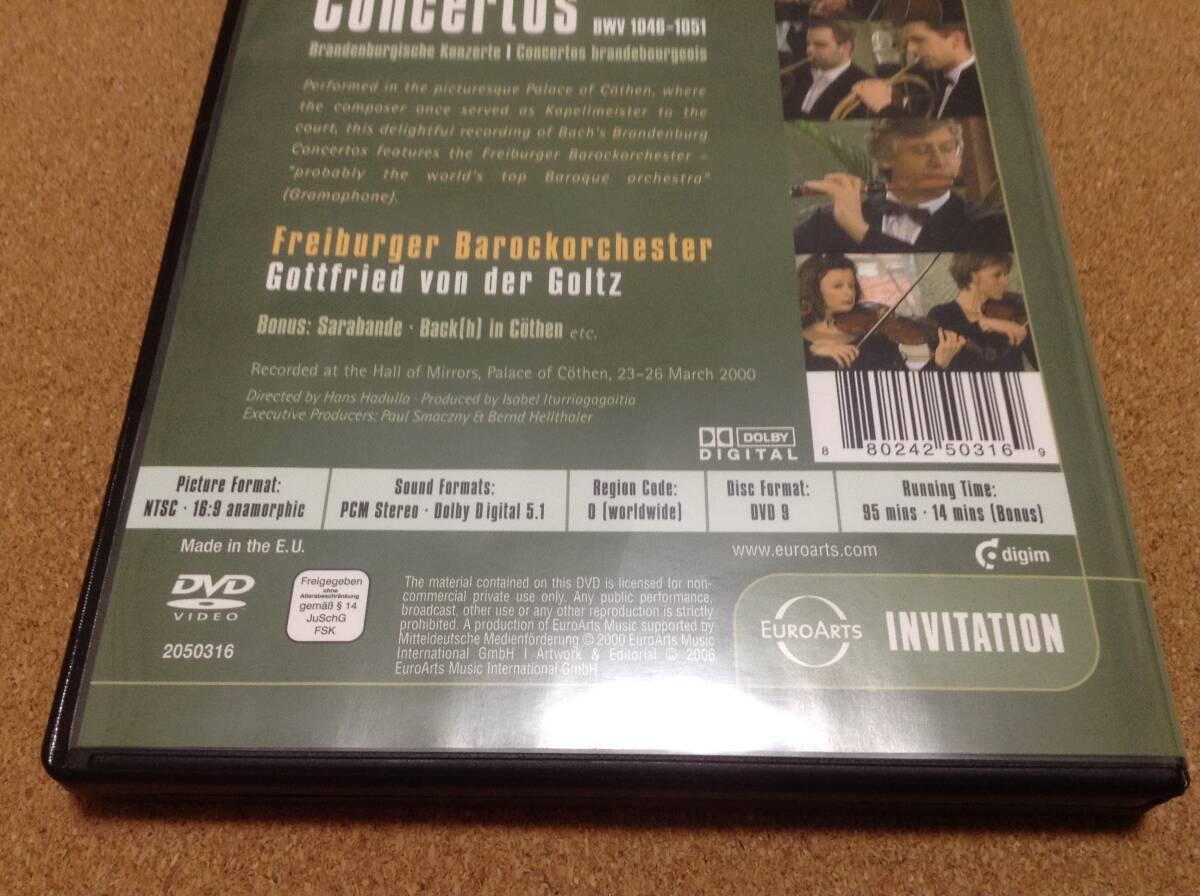 Concertos BWV 1046–1051
Brandenburgische Konzerte | Concertos brandebourgeois
Performed in the picturesque Palace of Cöthen, where
the composer once served as Kapellmeister to the
court, this delightful recording of Bach's Brandenburg
Concertos features the Freiburger Barockorchester –
"probably the world's top Baroque orchestra"
(Gramophone).
Freiburger Barockorchester
Gottfried von der Goltz
Bonus: Sarabande · Back(h) in Cöthen etc.
Recorded at the Hall of Mirrors, Palace of Cöthen, 23–26 March 2000
Directed by Hans Hadulla · Produced by Isabel Iturriagagoitia
Executive Producers: Paul Smaczny & Bernd Hellthaler
DOLBY
DIGITAL
8 80242 50316 9
Picture Format:
NTSC · 16:9 anamorphic
Sound Formats:
PCM Stereo · Dolby Digital 5.1
Region Code:
0 (worldwide)
Disc Format:
DVD 9
Running Time:
95 mins · 14 mins (Bonus)
Made in the E.U.
www.euroarts.com
digim
DVD
VIDEO
2050316
Freigegeben
ohne
Altersbeschränkung
gemäß § 14
JuSchG
FSK
The material contained on this DVD is licensed for non-
commercial private use only. Any public performance,
broadcast, other use or any other reproduction is strictly
prohibited. A production of EuroArts Music supported by
Mitteldeutsche Medienförderung © 2000 EuroArts Music
International GmbH | Artwork & Editorial © 2006
EuroArts Music International GmbH
EUROARTS
INVITATION